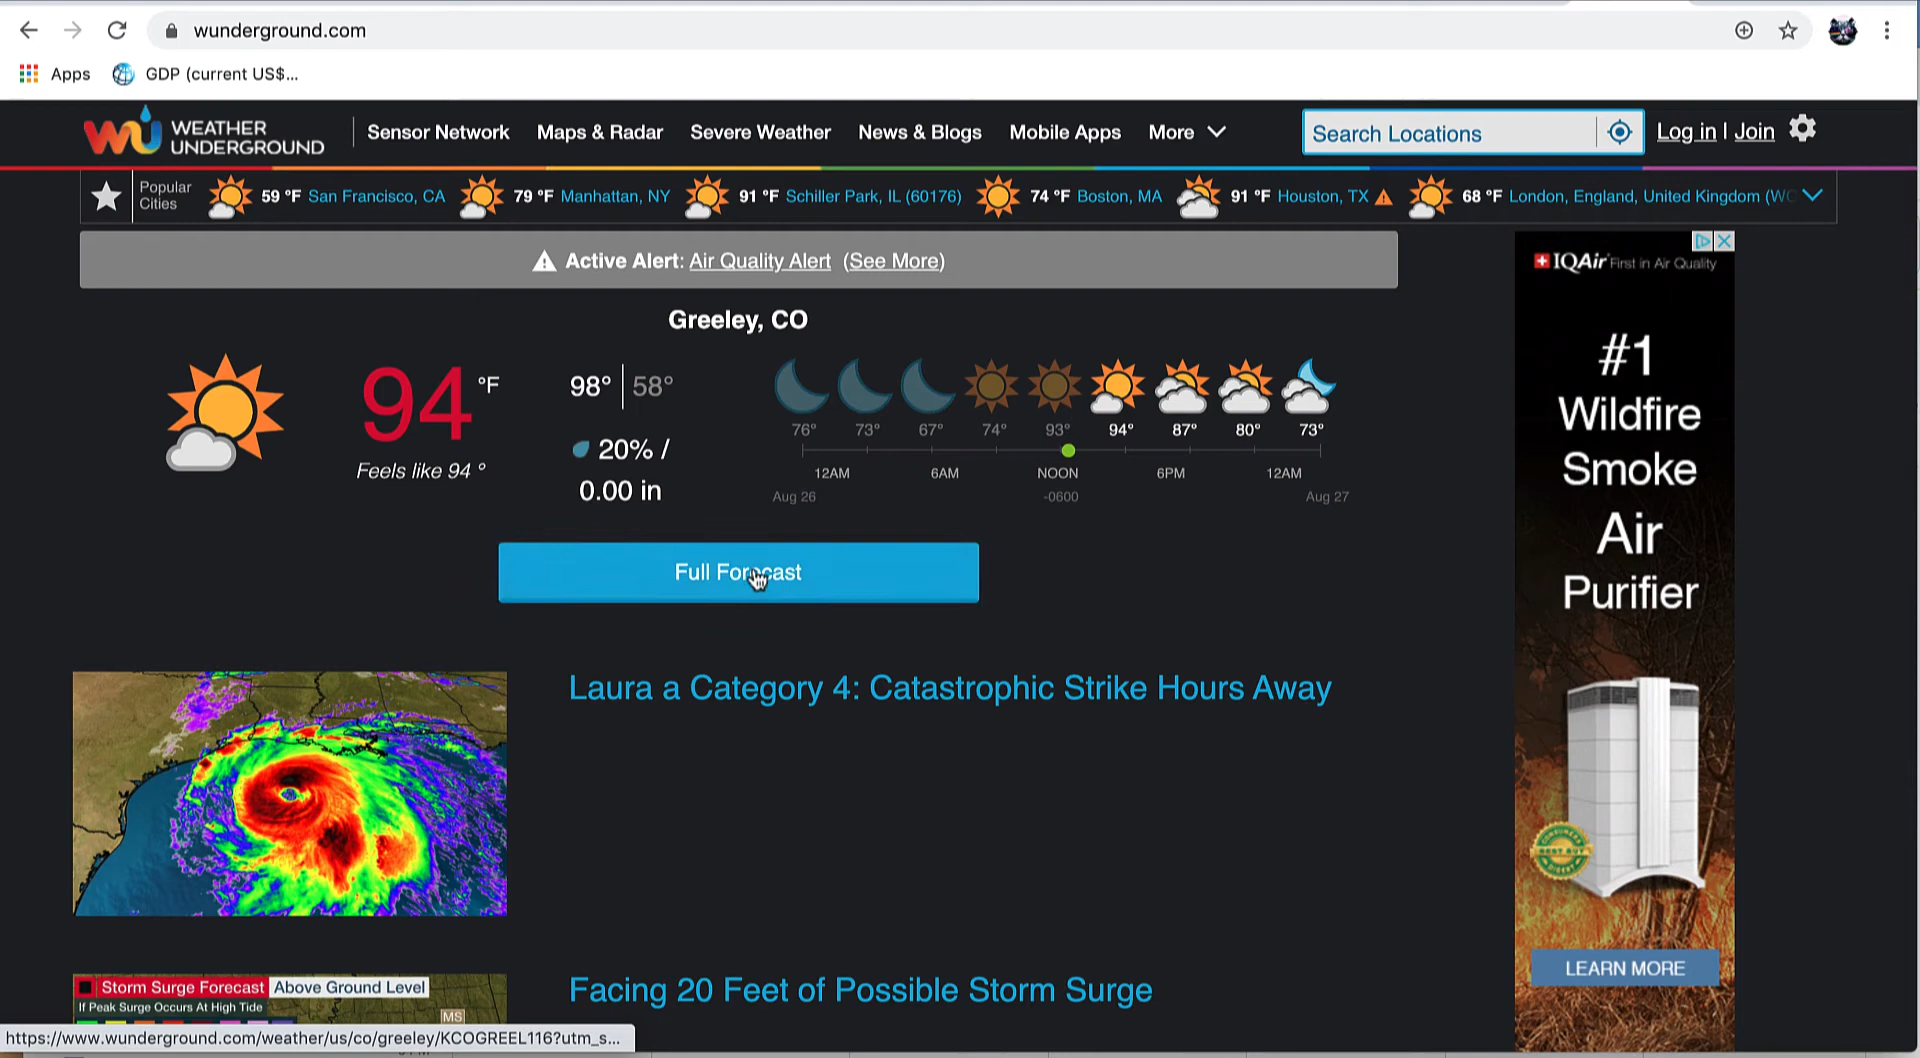 wunderground.com
Apps
GDP (current US$...
WEATHER
UNDERGROUND
Sensor Network
Maps & Radar
Severe Weather
News & Blogs
Mobile Apps
More
Search Locations
Log in | Join
Popular
Cities
59 °F San Francisco, CA
79 °F Manhattan, NY
91 °F Schiller Park, IL (60176)
74 °F Boston, MA
91 °F Houston, TX
68 °F London, England, United Kingdom (WC
Active Alert: Air Quality Alert (See More)
Greeley, CO
94 °F
Feels like 94 °
98° | 58°
20% /
0.00 in
76° 73° 67° 74° 93° 94° 87° 80° 73°
12AM 6AM NOON 6PM 12AM
Aug 26 -0600 Aug 27
Full Forecast
Laura a Category 4: Catastrophic Strike Hours Away
Storm Surge Forecast Above Ground Level
If Peak Surge Occurs At High Tide
MS
Facing 20 Feet of Possible Storm Surge
IQAir First in Air Quality
#1
Wildfire
Smoke
Air
Purifier
BEST BUY
LEARN MORE
https://www.wunderground.com/weather/us/co/greeley/KCOGREEL116?utm_s...